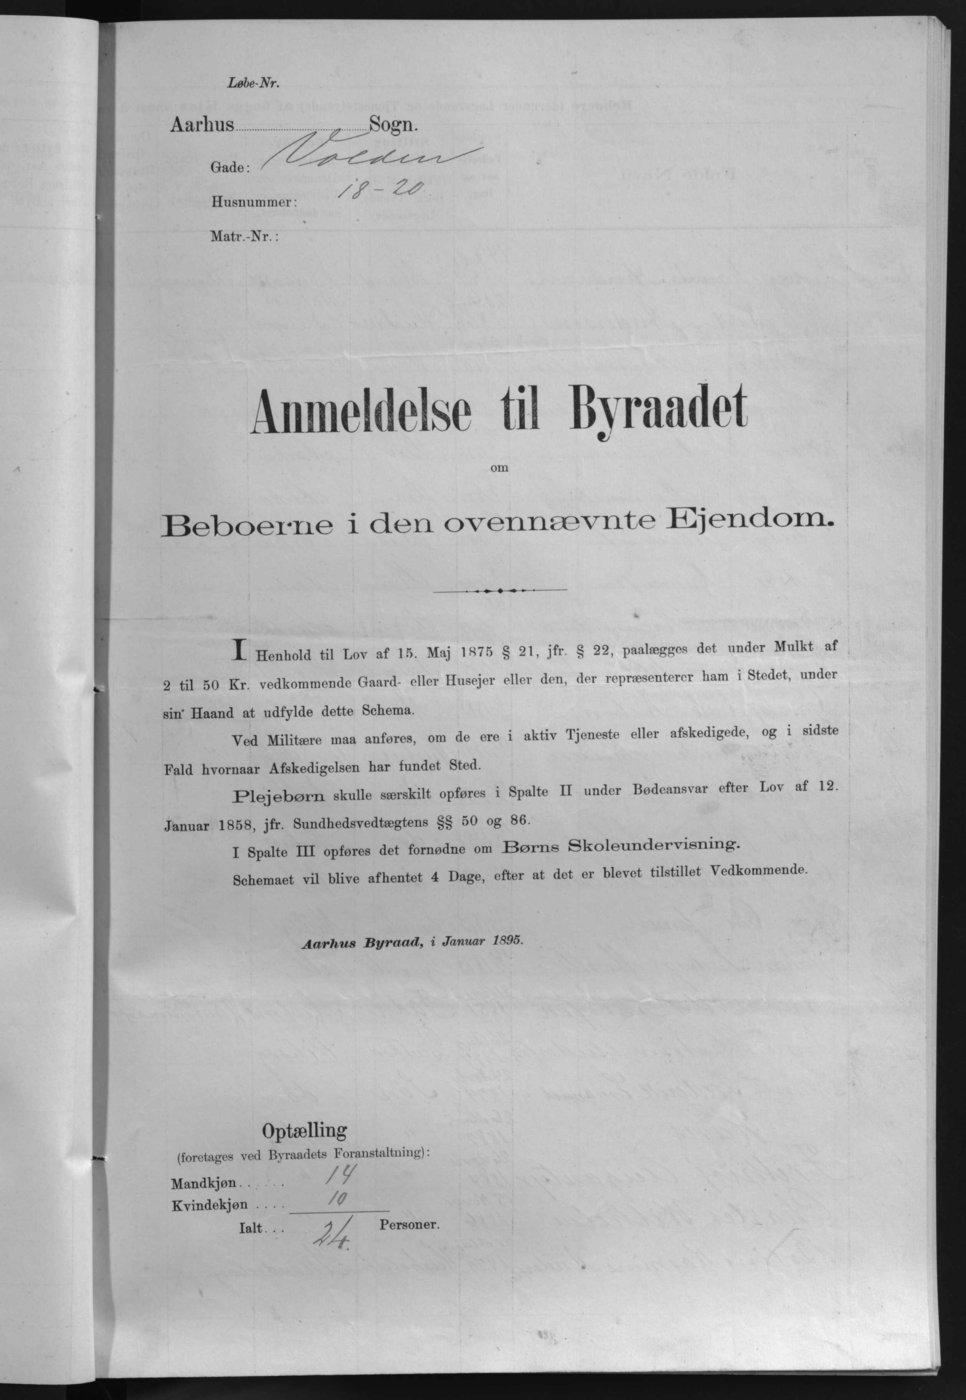 Løbe-Nr.
Aarhus Sogn.
Gade: Volden
Husnummer: 18-20
Matr.-Nr.:
Anmeldelse til Byraadet
om
Beboerne i den ovennævnte Ejendom.
I Henhold til Lov af 15. Maj 1875 § 21, jfr. § 22, paalægges det under Mulkt af
2 til 50 Kr. vedkommende Gaard- eller Husejer eller den, der repræsenterer ham i Stedet, under
sin Haand at udfylde dette Schema.
Ved Militære maa anføres, om de ere i aktiv Tjeneste eller afskedigede, og i sidste
Fald hvornaar Afskedigelsen har fundet Sted.
Plejebørn skulle særskilt opføres i Spalte II under Bødeansvar efter Lov af 12.
Januar 1858, jfr. Sundhedsvedtægtens §§ 50 og 86.
I Spalte III opføres det fornødne om Børns Skoleundervisning.
Schemaet vil blive afhentet 4 Dage, efter at det er blevet tilstillet Vedkommende.
Aarhus Byraad, i Januar 1895.
Optælling
(foretages ved Byraadets Foranstaltning):
Mandkjøn...... 14
Kvindekjøn.... 10
Ialt... 24. Personer.